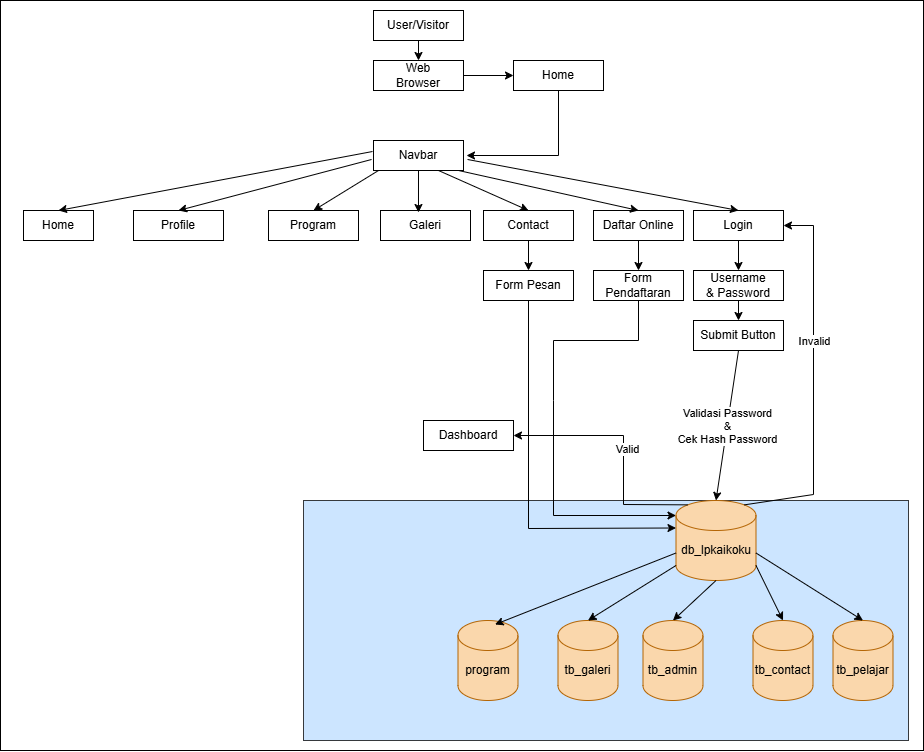 User/Visitor
Web
Browser
Home
Navbar
Home
Profile
Program
Galeri
Contact
Daftar Online
Login
Form Pesan
Form
Pendaftaran
Username
& Password
Submit Button
Invalid
Validasi Password
&
Cek Hash Password
Dashboard
Valid
db_lpkaikoku
program
tb_galeri
tb_admin
tb_contact
tb_pelajar